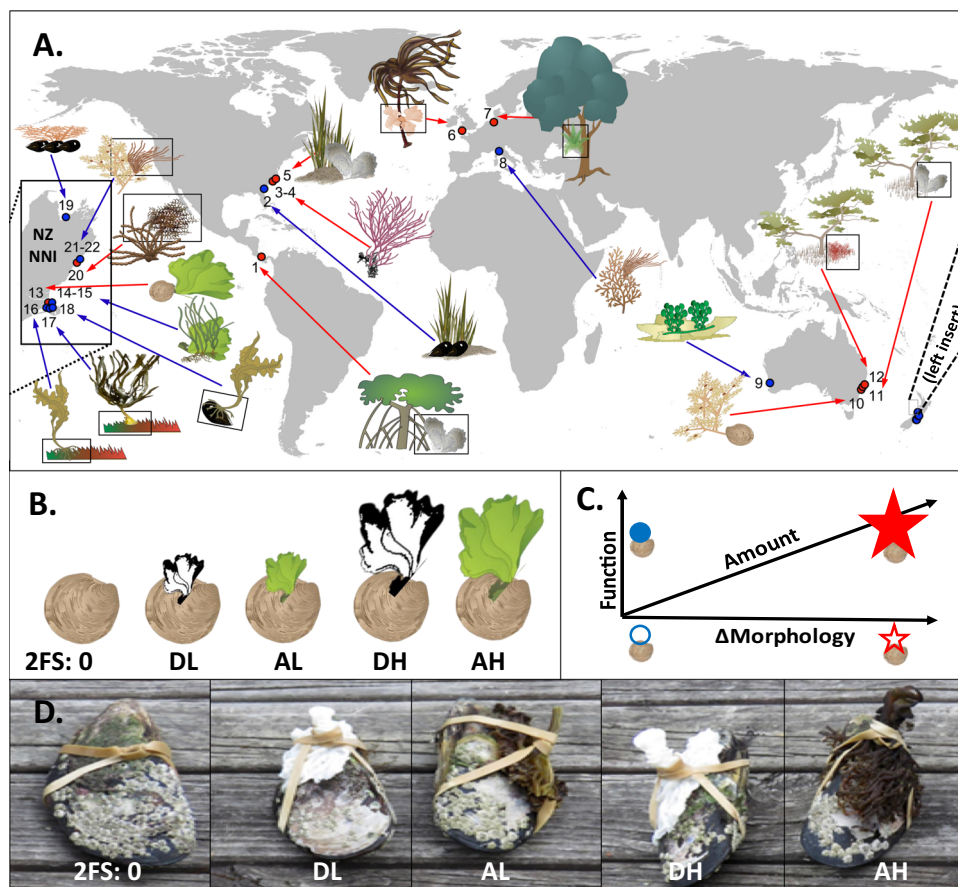 A.
6
7
8
5
3-4
2
1
19
NZ
NNI
21-22
20
13
14-15
16
18
17
9
12
11
10
(left insert)
B.
2FS: 0
DL
AL
DH
AH
C.
Function
Amount
ΔMorphology
D.
2FS: 0
DL
AL
DH
AH